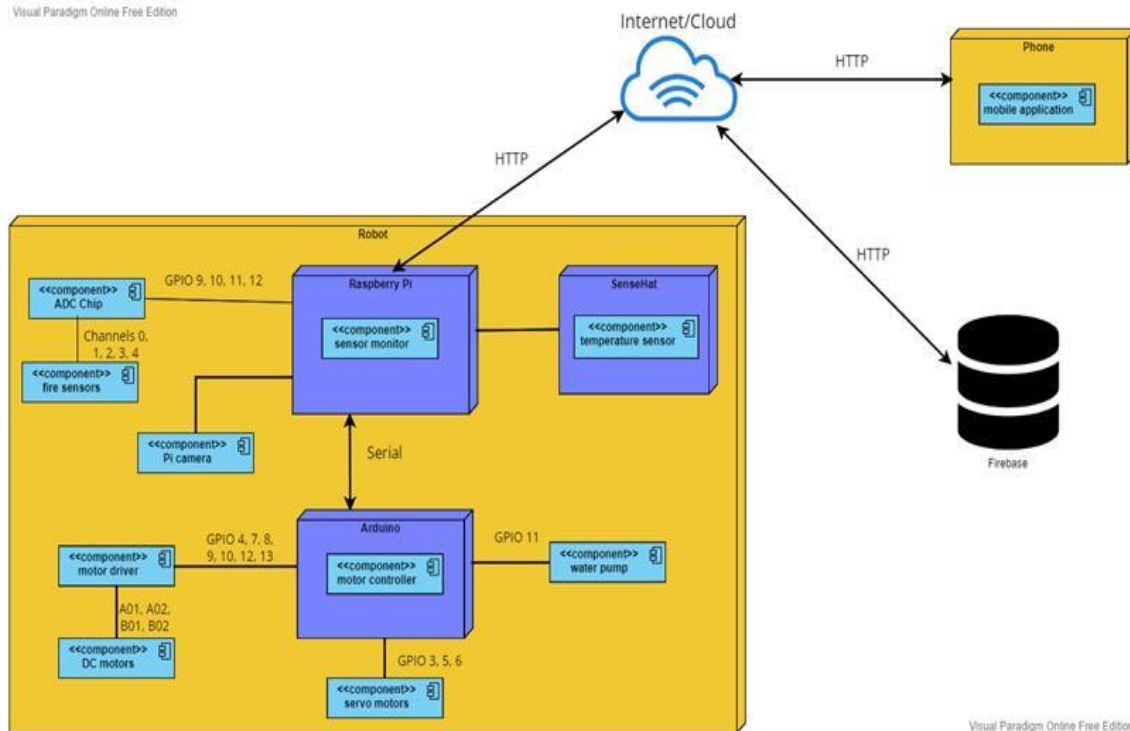 Visual Paradigm Online Free Edition
Internet/Cloud
HTTP
Phone
<<component>>
mobile application
HTTP
HTTP
Robot
GPIO 9, 10, 11, 12
<<component>>
ADC Chip
Channels 0,
1, 2, 3, 4
<<component>>
fire sensors
Raspberry Pi
<<component>>
sensor monitor
SenseHat
<<component>>
temperature sensor
<<component>>
Pi camera
Serial
Firebase
Arduino
<<component>>
motor controller
GPIO 4, 7, 8,
9, 10, 12, 13
<<component>>
motor driver
GPIO 11
<<component>>
water pump
A01, A02,
B01, B02
<<component>>
DC motors
GPIO 3, 5, 6
<<component>>
servo motors
Visual Paradigm Online Free Edition